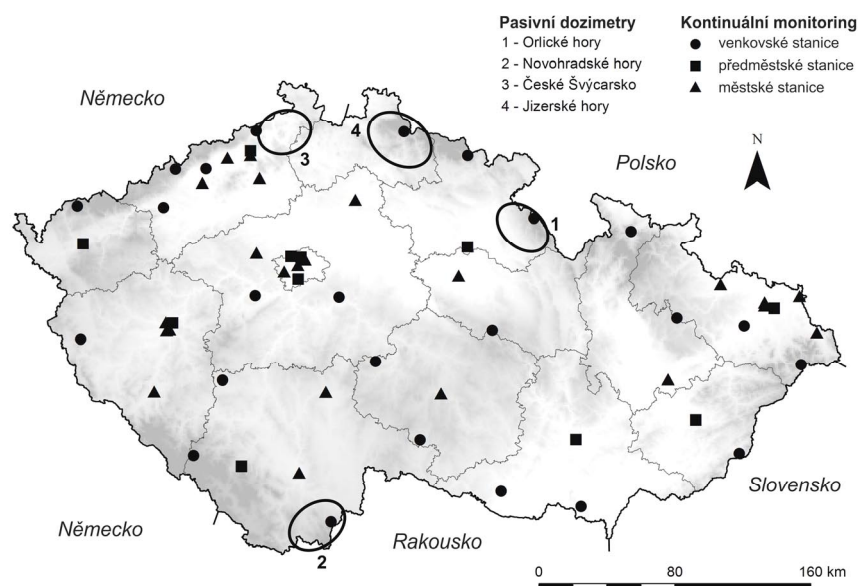 Pasivní dozimetry
1 - Orlické hory
2 - Novohradské hory
3 - České Švýcarsko
4 - Jizerské hory
Kontinuální monitoring
venkovské stanice
předměstské stanice
městské stanice
Německo
4
3
N
Polsko
1
Slovensko
Německo
Rakousko
2
0 80 160 km